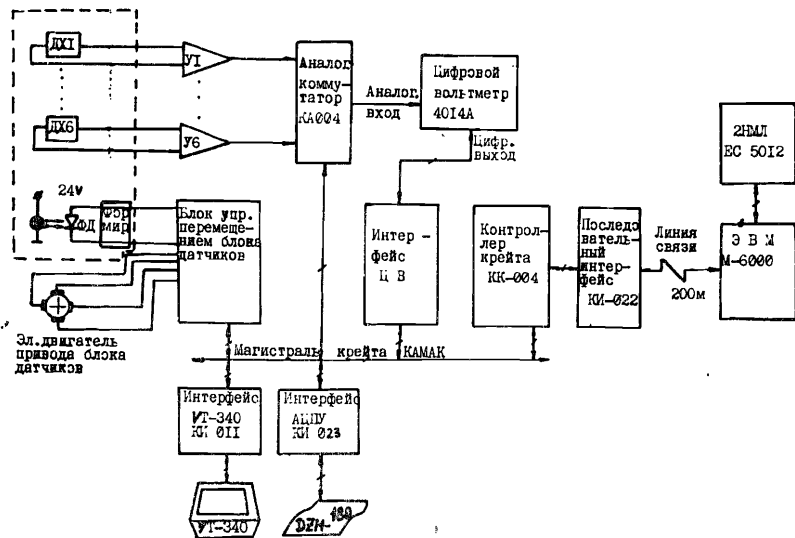 ДХ1
У1
ДХ6
У6
Аналог.
комму-
татор
КА004
Аналог.
вход
Цифровой
вольтметр
4014А
Цифр.
выход
2НМЛ
ЕС 5012
24V
ФД
Фор
мир
Блок упр.
перемеще-
нием блока
датчиков
Интер-
фейс
Ц В
Контрол-
лер
крейта
КК-004
Последо-
вательный
интер-
фейс
КИ-022
Линия
связи
200м
Э В М
М-6000
Эл.двигатель
привода блока
датчиков
Магистраль крейта КАМАК
Интерфейс
VТ-340
КИ 011
Интерфейс
АЦПУ
КИ 023
VТ-340
DZM-180